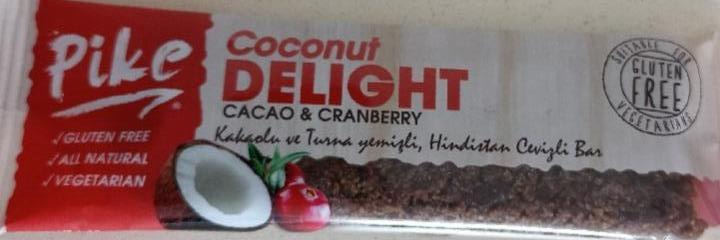 Pike
®
✓GLUTEN FREE
✓ALL NATURAL
✓VEGETARIAN
Coconut
DELIGHT
CACAO & CRANBERRY
Kakaolu ve Turna yemişli, Hindistan Cevizli Bar
SUITABLE FOR
GLUTEN
FREE
VEGETARIANS